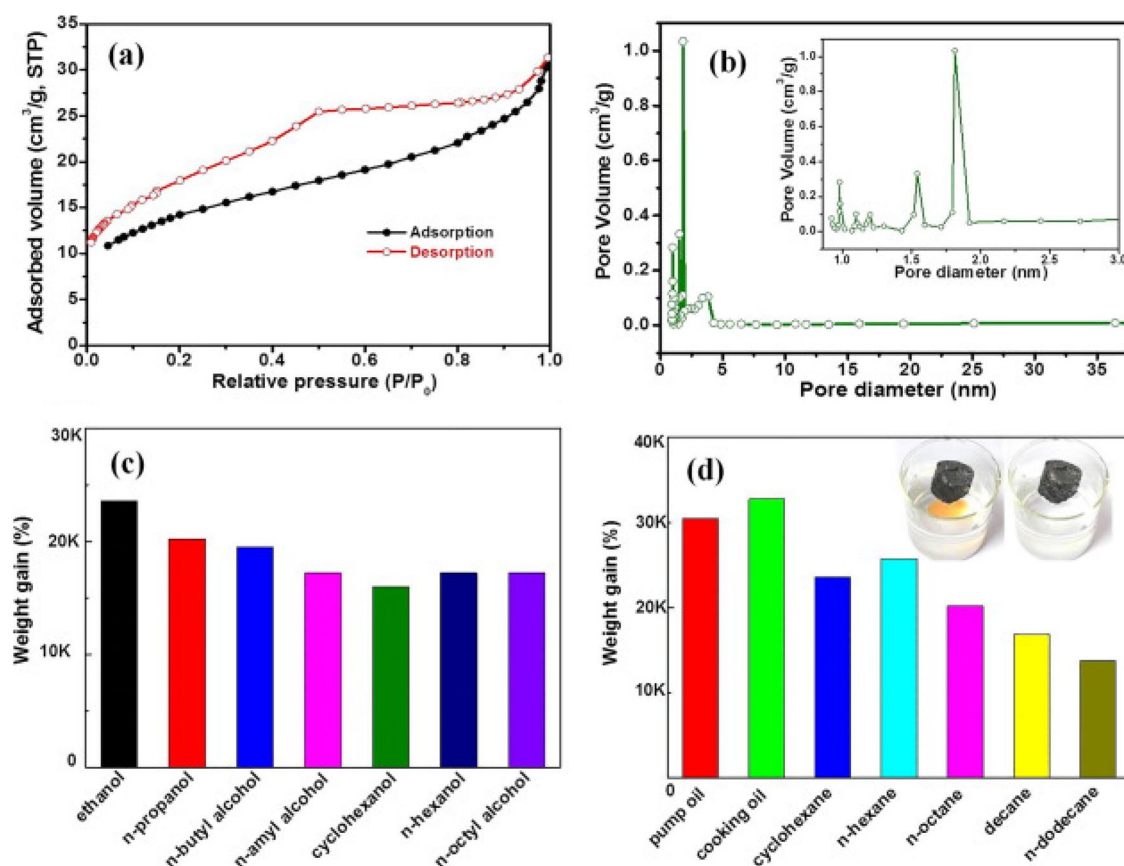 (a)
Adsorbed volume (cm³/g, STP)
35
30
25
20
15
10
5
0
Adsorption
Desorption
0.0
0.2
0.4
0.6
0.8
1.0
Relative pressure (P/P₀)
(b)
Pore Volume (cm³/g)
1.0
0.8
0.6
0.4
0.2
0.0
0
5
10
15
20
25
30
35
Pore diameter (nm)
Pore Volume (cm³/g)
1.0
0.8
0.6
0.4
0.2
0.0
1.0
1.5
2.0
2.5
3.0
Pore diameter (nm)
(c)
Weight gain (%)
30K
20K
10K
0
ethanol
n-propanol
n-butyl alcohol
n-amyl alcohol
cyclohexanol
n-hexanol
n-octyl alcohol
(d)
Weight gain (%)
40K
30K
20K
10K
0
pump oil
cooking oil
cyclohexane
n-hexane
n-octane
decane
n-dodecane